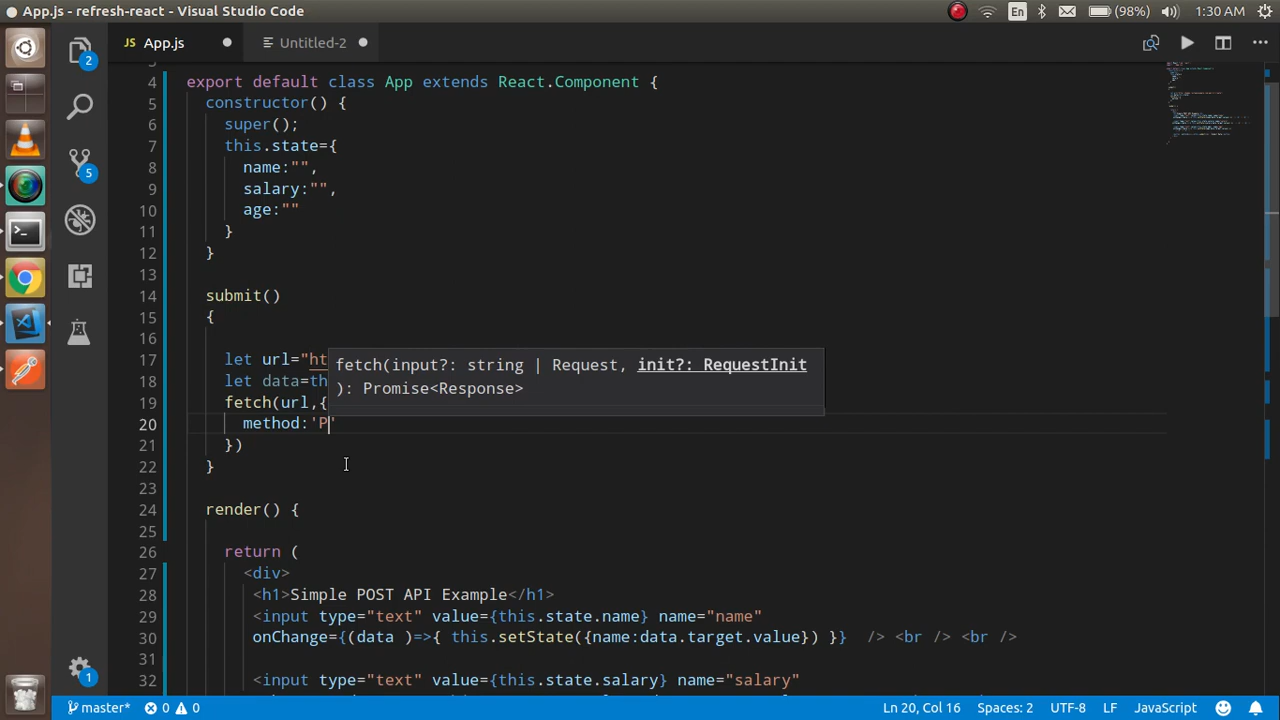 App.js - refresh-react - Visual Studio Code
En
(98%)
1:30 AM
JS App.js
Untitled-2
2
5
1
3
4 export default class App extends React.Component {
5 constructor() {
6 super();
7 this.state={
8 name:"",
9 salary:"",
10 age:""
11 }
12 }
13
14 submit()
15 {
16
17 let url="ht
18 let data=th
19 fetch(url,{
fetch(input?: string | Request, init?: RequestInit
): Promise<Response>
20 method:'P'
21 })
22 }
23
24 render() {
25
26 return (
27 <div>
28 <h1>Simple POST API Example</h1>
29 <input type="text" value={this.state.name} name="name"
30 onChange={(data )=>{ this.setState({name:data.target.value}) }} /> <br /> <br />
31
32 <input type="text" value={this.state.salary} name="salary"
master*
0 0
Ln 20, Col 16
Spaces: 2
UTF-8
LF
JavaScript